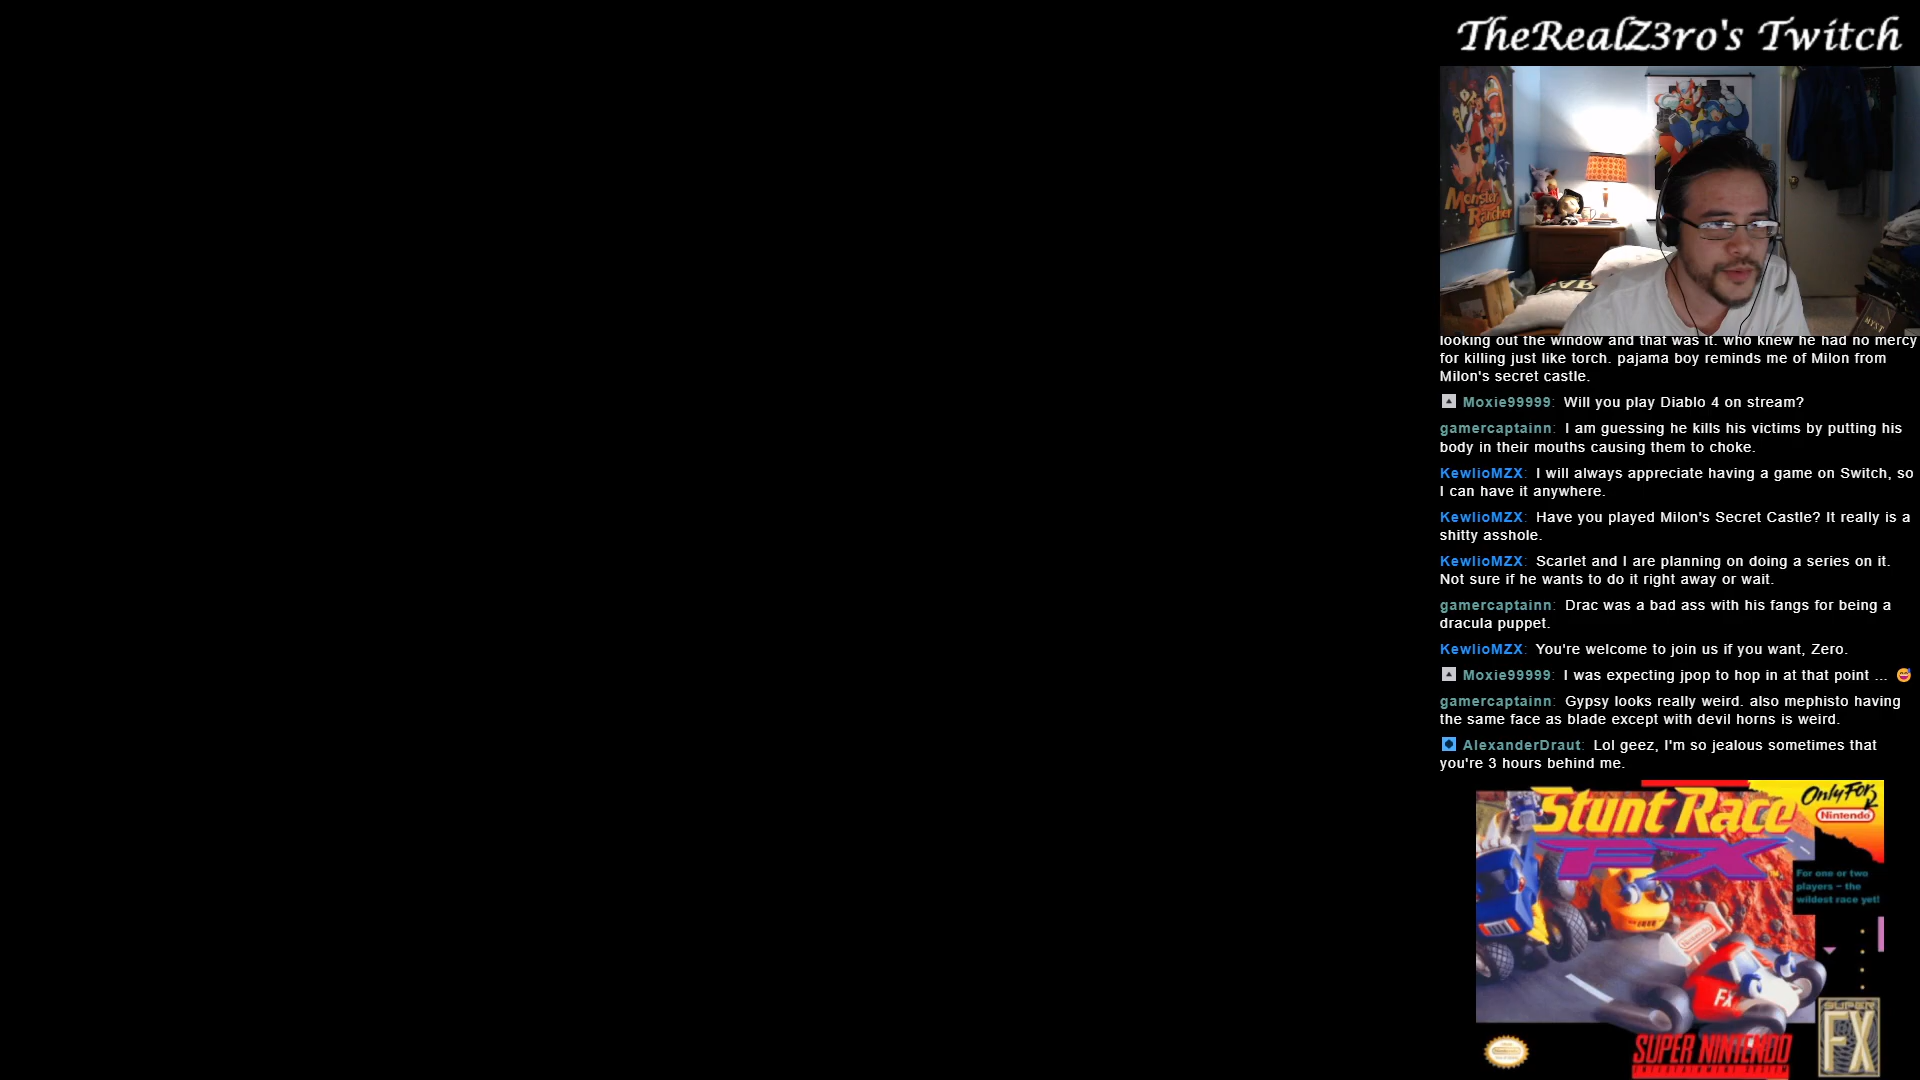 TheRealZ3ro's Twitch
Monster Rancher
MYST
looking out the window and that was it. who knew he had no mercy
for killing just like torch. pajama boy reminds me of Milon from
Milon's secret castle.
Moxie99999: Will you play Diablo 4 on stream?
gamercaptainn: I am guessing he kills his victims by putting his
body in their mouths causing them to choke.
KewlioMZX: I will always appreciate having a game on Switch, so
I can have it anywhere.
KewlioMZX: Have you played Milon's Secret Castle? It really is a
shitty asshole.
KewlioMZX: Scarlet and I are planning on doing a series on it.
Not sure if he wants to do it right away or wait.
gamercaptainn: Drac was a bad ass with his fangs for being a
dracula puppet.
KewlioMZX: You're welcome to join us if you want, Zero.
Moxie99999: I was expecting jpop to hop in at that point ... 😅
gamercaptainn: Gypsy looks really weird. also mephisto having
the same face as blade except with devil horns is weird.
AlexanderDraut: Lol geez, I'm so jealous sometimes that
you're 3 hours behind me.
Stunt Race
FX
Only For
Nintendo
For one or two
players – the
wildest race yet!
Nintendo
FX
SUPER
FX
SUPER NINTENDO
ENTERTAINMENT SYSTEM